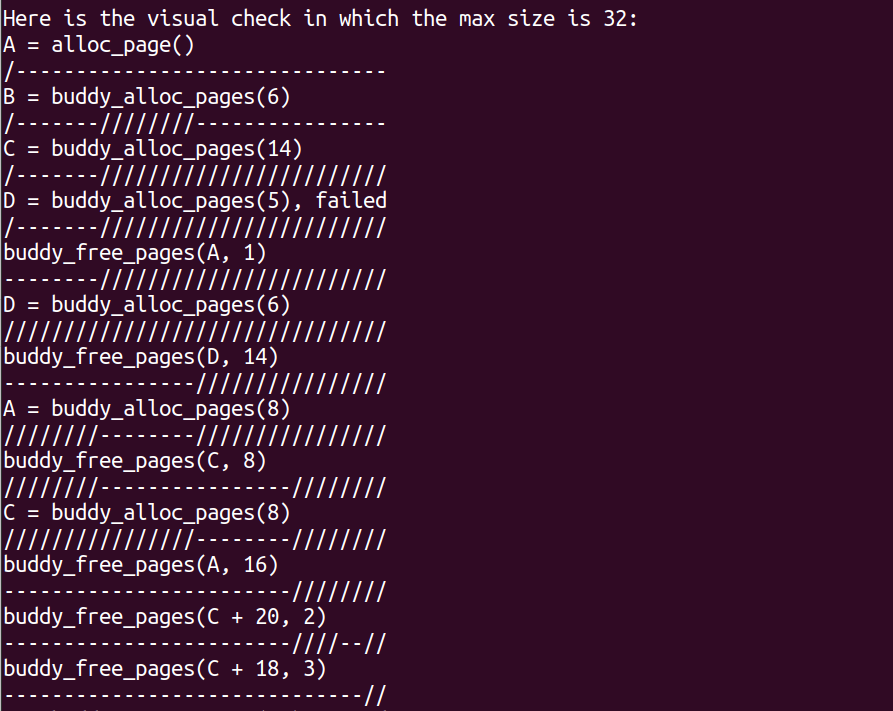 Here is the visual check in which the max size is 32:
A = alloc_page()
/-------------------------------
B = buddy_alloc_pages(6)
/-------////////----------------
C = buddy_alloc_pages(14)
/-------////////////////////////
D = buddy_alloc_pages(5), failed
/-------////////////////////////
buddy_free_pages(A, 1)
--------////////////////////////
D = buddy_alloc_pages(6)
////////////////////////////////
buddy_free_pages(D, 14)
----------------////////////////
A = buddy_alloc_pages(8)
////////--------////////////////
buddy_free_pages(C, 8)
////////----------------////////
C = buddy_alloc_pages(8)
////////////////--------////////
buddy_free_pages(A, 16)
------------------------////////
buddy_free_pages(C + 20, 2)
------------------------////--//
buddy_free_pages(C + 18, 3)
------------------------------//